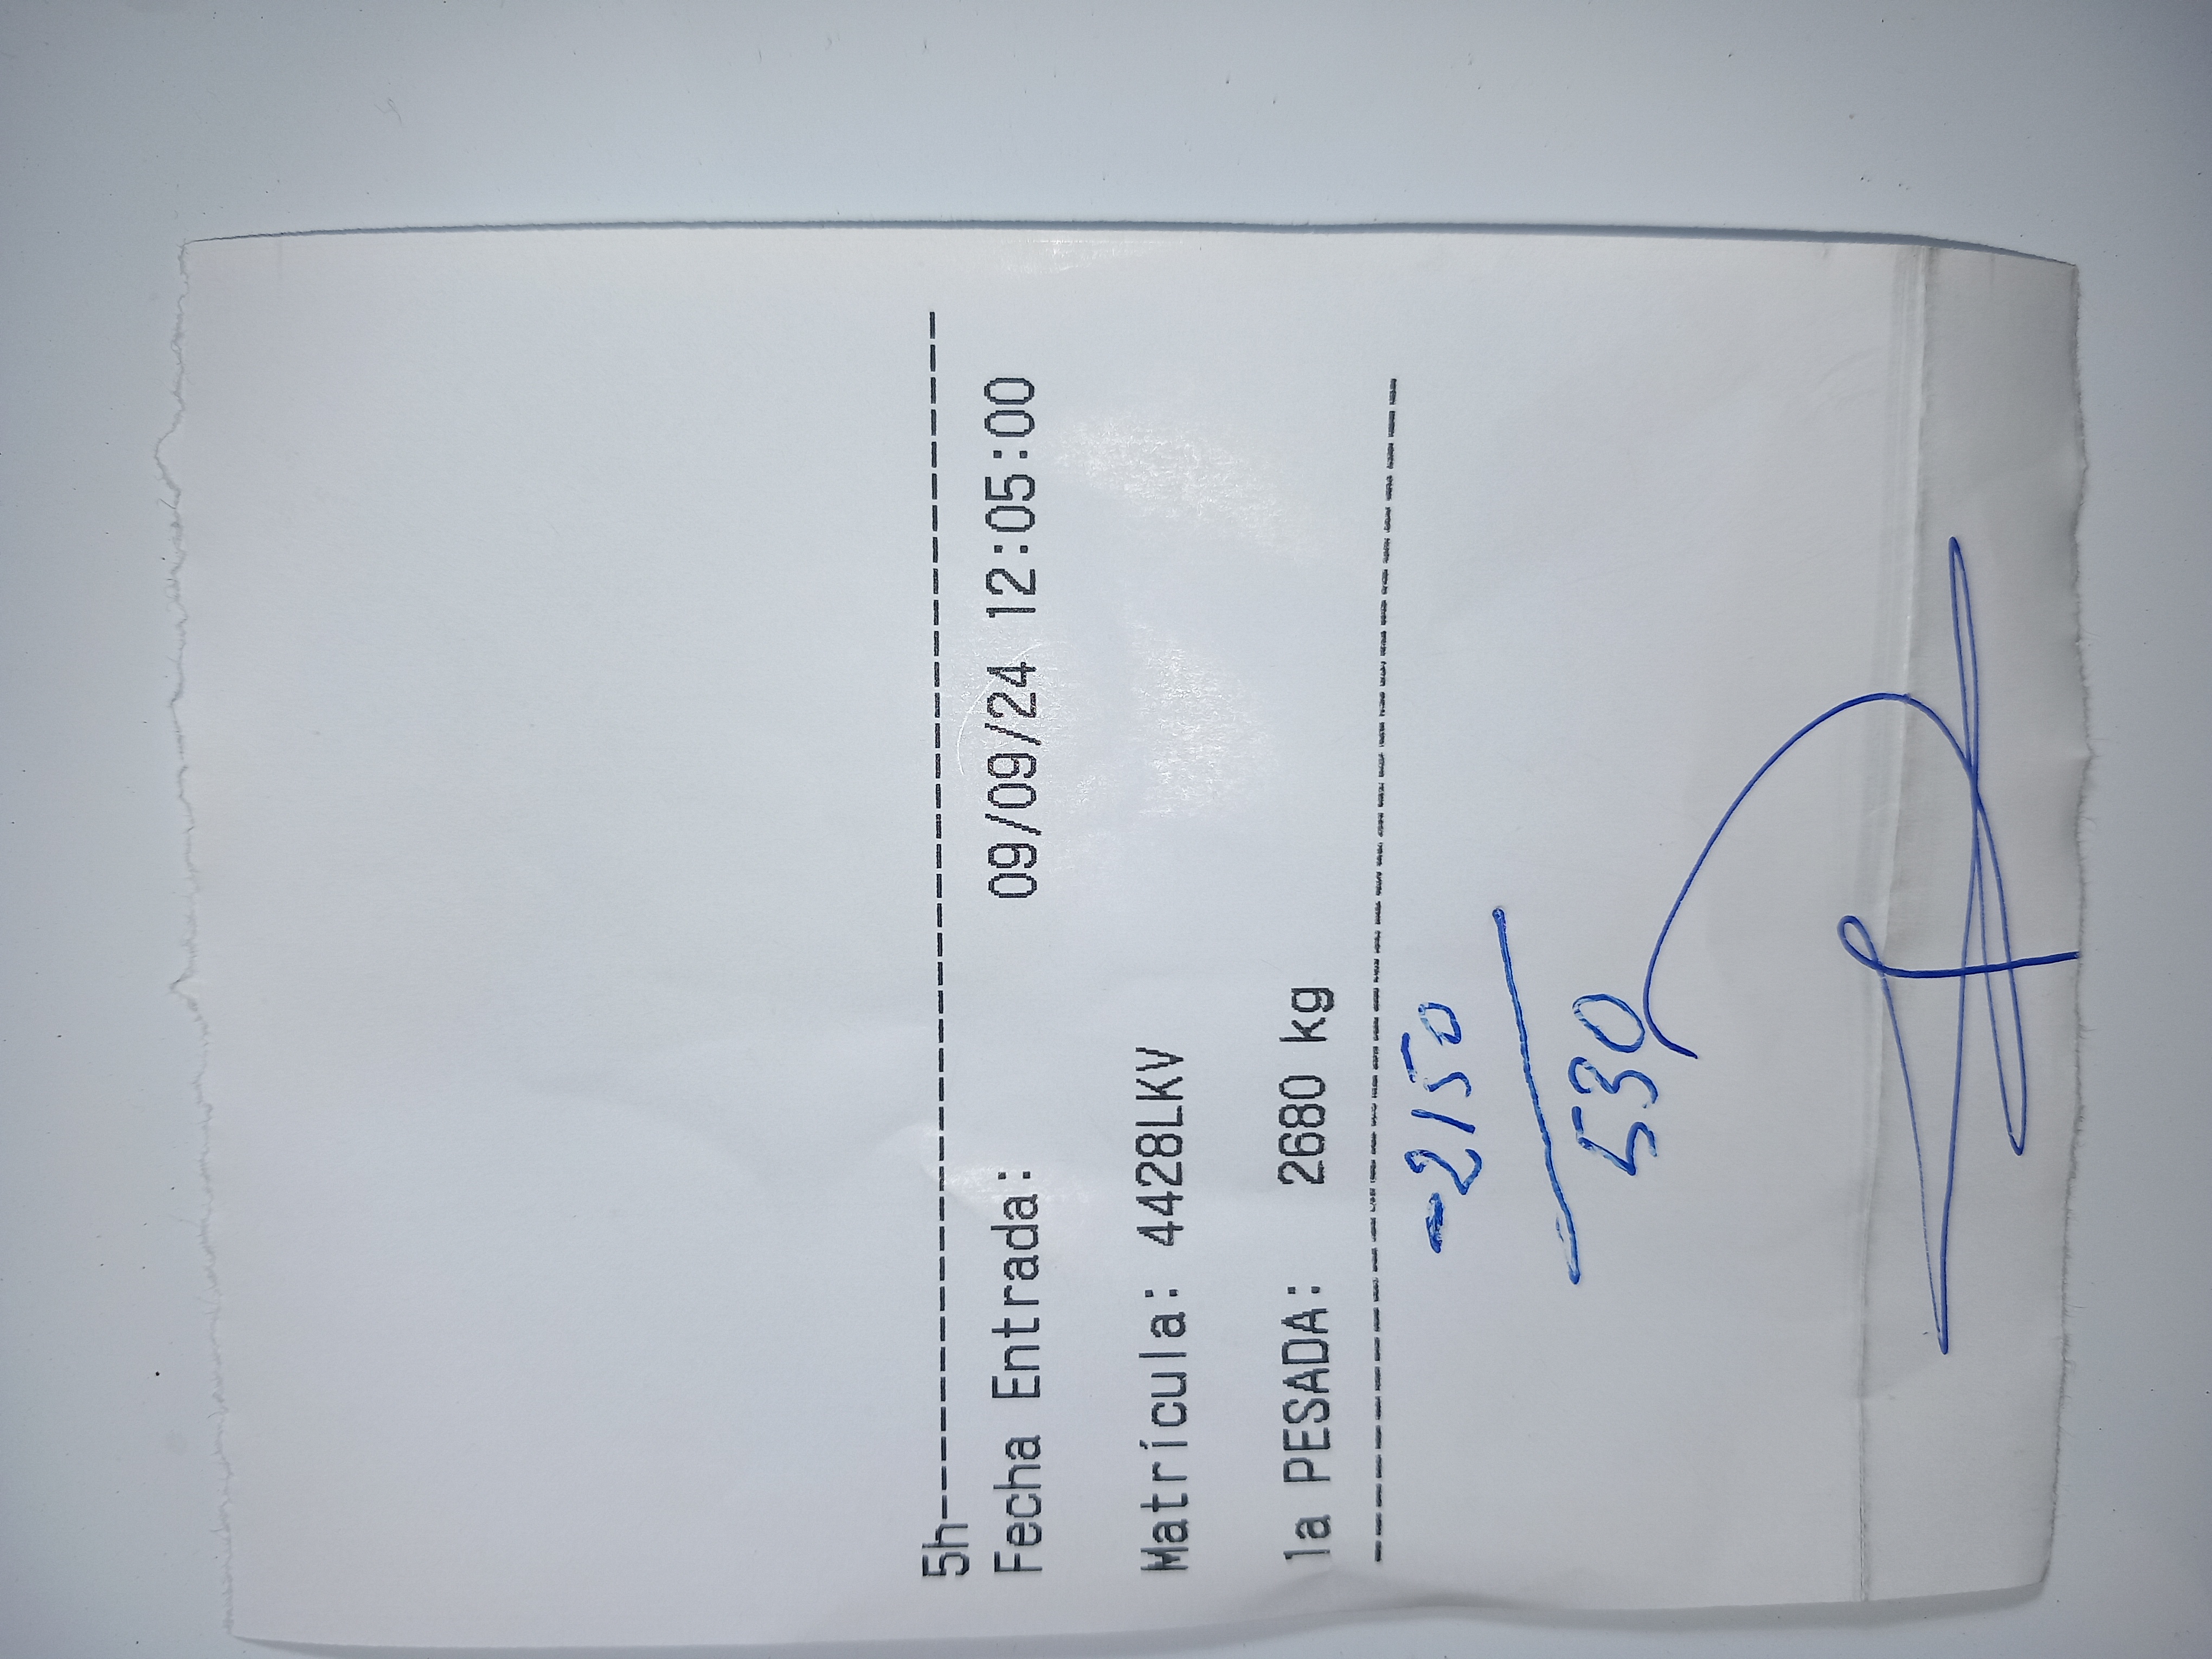 5h--------------------------------------
Fecha Entrada: 09/09/24 12:05:00
Matrícula: 4428LKV
1a PESADA: 2680 kg
----------------------------------------
-2150
530